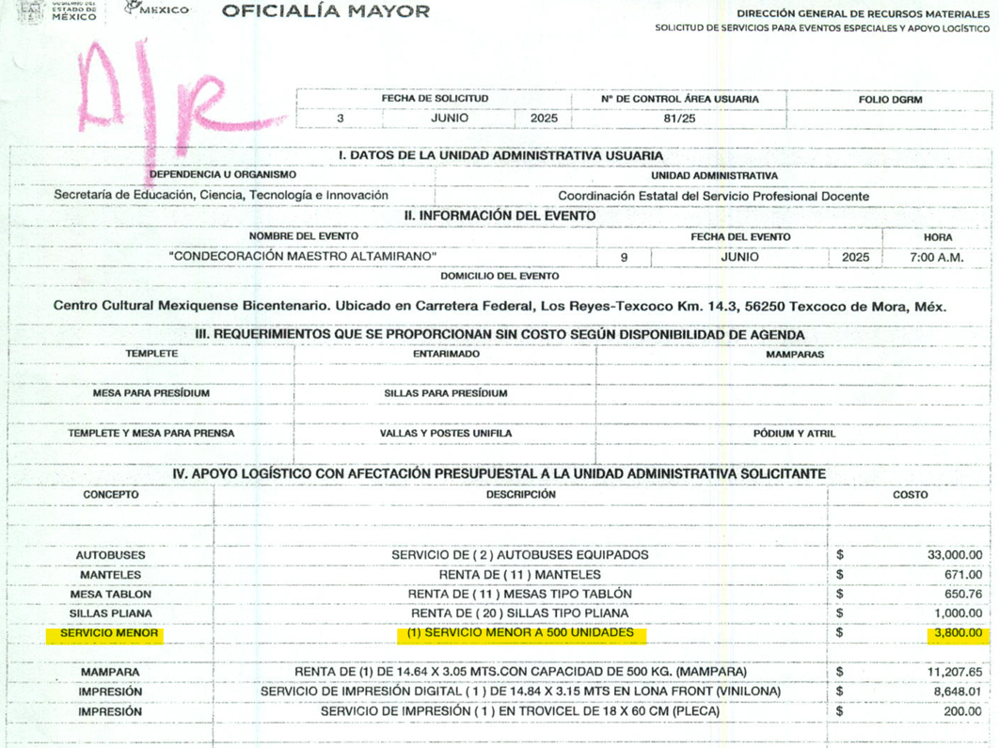 GOBIERNO DEL
ESTADO DE
MÉXICO
MÉXICO
OFICIALÍA MAYOR
DIRECCIÓN GENERAL DE RECURSOS MATERIALES
SOLICITUD DE SERVICIOS PARA EVENTOS ESPECIALES Y APOYO LOGÍSTICO
A/R
FECHA DE SOLICITUD N° DE CONTROL ÁREA USUARIA FOLIO DGRM
3 JUNIO 2025 81/25
I. DATOS DE LA UNIDAD ADMINISTRATIVA USUARIA
DEPENDENCIA U ORGANISMO UNIDAD ADMINISTRATIVA
Secretaría de Educación, Ciencia, Tecnología e Innovación Coordinación Estatal del Servicio Profesional Docente
II. INFORMACIÓN DEL EVENTO
NOMBRE DEL EVENTO FECHA DEL EVENTO HORA
"CONDECORACIÓN MAESTRO ALTAMIRANO" 9 JUNIO 2025 7:00 A.M.
DOMICILIO DEL EVENTO
Centro Cultural Mexiquense Bicentenario. Ubicado en Carretera Federal, Los Reyes-Texcoco Km. 14.3, 56250 Texcoco de Mora, Méx.
III. REQUERIMIENTOS QUE SE PROPORCIONAN SIN COSTO SEGÚN DISPONIBILIDAD DE AGENDA
TEMPLETE ENTARIMADO MAMPARAS
MESA PARA PRESÍDIUM SILLAS PARA PRESÍDIUM
TEMPLETE Y MESA PARA PRENSA VALLAS Y POSTES UNIFILA PÓDIUM Y ATRIL
IV. APOYO LOGÍSTICO CON AFECTACIÓN PRESUPUESTAL A LA UNIDAD ADMINISTRATIVA SOLICITANTE
CONCEPTO DESCRIPCIÓN COSTO
AUTOBUSES SERVICIO DE ( 2 ) AUTOBUSES EQUIPADOS $ 33,000.00
MANTELES RENTA DE ( 11 ) MANTELES $ 671.00
MESA TABLON RENTA DE ( 11 ) MESAS TIPO TABLÓN $ 650.76
SILLAS PLIANA RENTA DE ( 20 ) SILLAS TIPO PLIANA $ 1,000.00
SERVICIO MENOR (1) SERVICIO MENOR A 500 UNIDADES $ 3,800.00
MAMPARA RENTA DE (1) DE 14.64 X 3.05 MTS.CON CAPACIDAD DE 500 KG. (MAMPARA) $ 11,207.65
IMPRESIÓN SERVICIO DE IMPRESIÓN DIGITAL ( 1 ) DE 14.84 X 3.15 MTS EN LONA FRONT (VINILONA) $ 8,648.01
IMPRESIÓN SERVICIO DE IMPRESIÓN ( 1 ) EN TROVICEL DE 18 X 60 CM (PLECA) $ 200.00